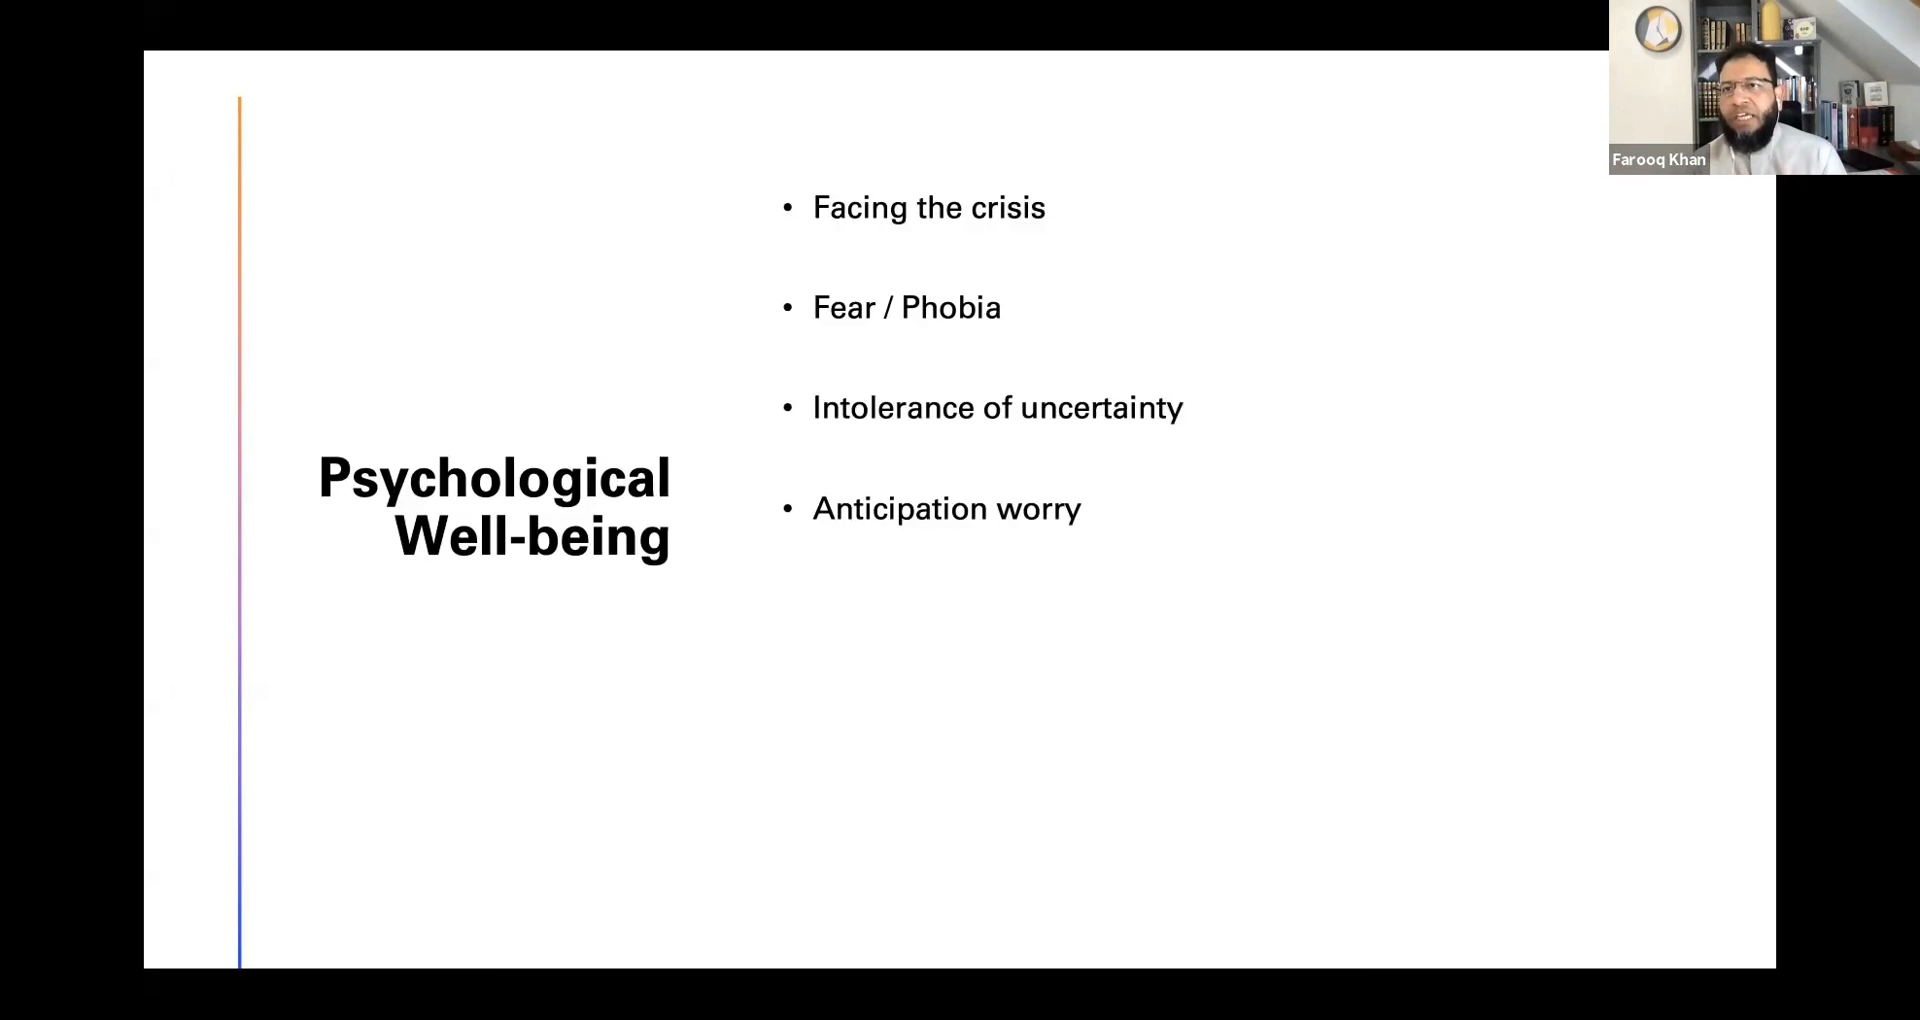 Farooq Khan
Psychological
Well-being
• Facing the crisis
• Fear / Phobia
• Intolerance of uncertainty
• Anticipation worry